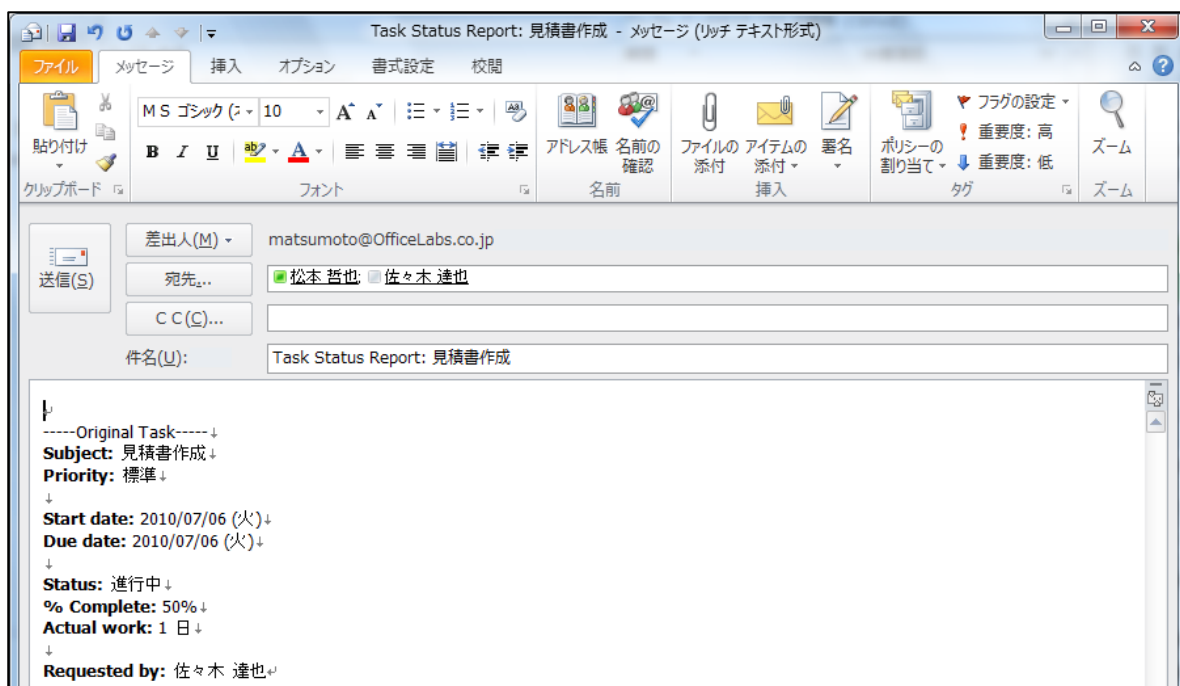 Task Status Report: 見積書作成 - メッセージ (リッチ テキスト形式)
ファイル メッセージ 挿入 オプション 書式設定 校閲
MS ゴシック (ｺ 10 A A
貼り付け B I U ab A アドレス帳 名前の確認 ファイルの添付 アイテムの添付 署名 ポリシーの割り当て フラグの設定 重要度: 高 重要度: 低 ズーム
クリップボード フォント 名前 挿入 タグ ズーム
差出人(M) matsumoto@OfficeLabs.co.jp
送信(S) 宛先... 松本 哲也; 佐々木 達也
C C(C)...
件名(U): Task Status Report: 見積書作成
-----Original Task-----↓
Subject: 見積書作成↓
Priority: 標準↓
↓
Start date: 2010/07/06 (火)↓
Due date: 2010/07/06 (火)↓
↓
Status: 進行中↓
% Complete: 50%↓
Actual work: 1 日↓
↓
Requested by: 佐々木 達也↵